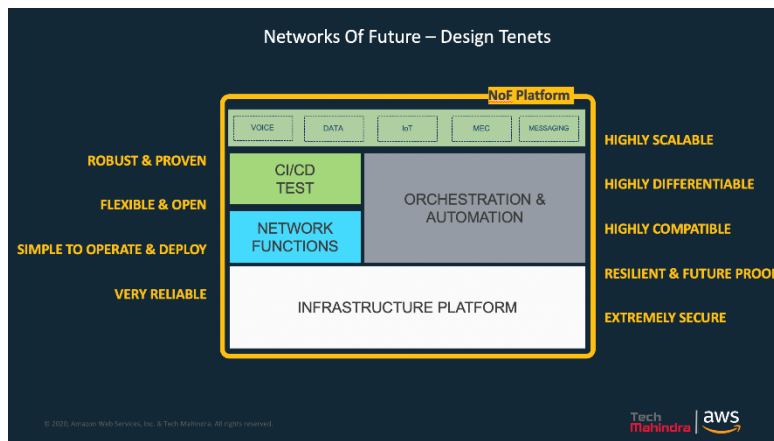 Networks Of Future – Design Tenets
NoF Platform
VOICE
DATA
IoT
MEC
MESSAGING
ROBUST & PROVEN
FLEXIBLE & OPEN
SIMPLE TO OPERATE & DEPLOY
VERY RELIABLE
CI/CD
TEST
NETWORK
FUNCTIONS
ORCHESTRATION &
AUTOMATION
INFRASTRUCTURE PLATFORM
HIGHLY SCALABLE
HIGHLY DIFFERENTIABLE
HIGHLY COMPATIBLE
RESILIENT & FUTURE PROOF
EXTREMELY SECURE
© 2020, Amazon Web Services, Inc. & Tech Mahindra. All rights reserved.
Tech
Mahindra
aws